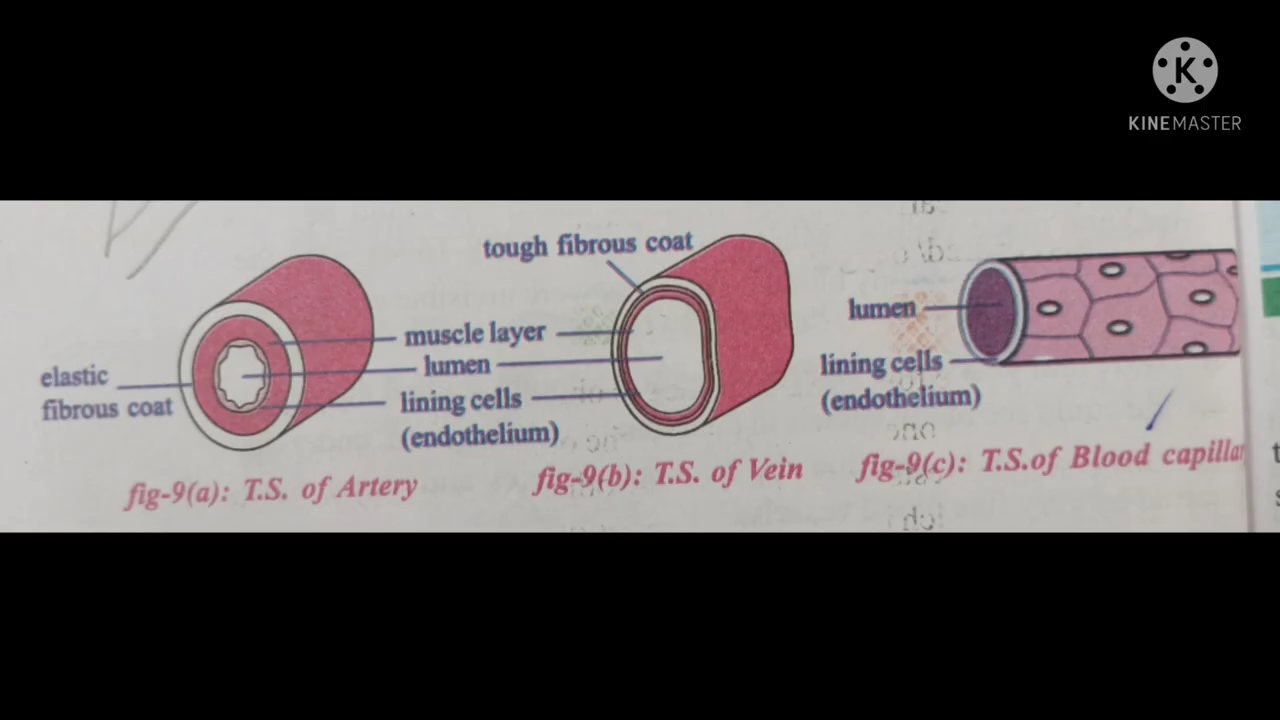 KINEMASTER
tough fibrous coat
muscle layer
lumen
lumen
elastic
fibrous coat
lining cells
(endothelium)
lining cells
(endothelium)
fig-9(a): T.S. of Artery
fig-9(b): T.S. of Vein
fig-9(c): T.S.of Blood capillar